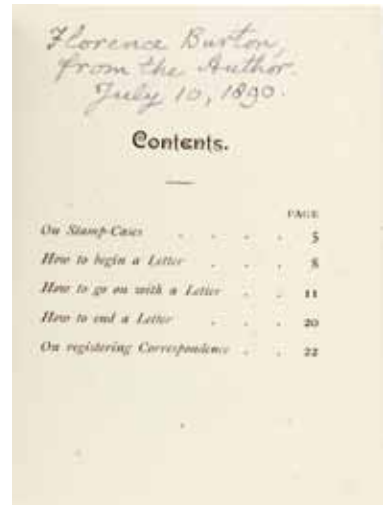 Florence Burton,
from the Author.
July 10, 1890.
Contents.
PAGE
On Stamp-Cases . . . . 5
How to begin a Letter . . . 8
How to go on with a Letter . . 11
How to end a Letter . . . 20
On registering Correspondence . . 22